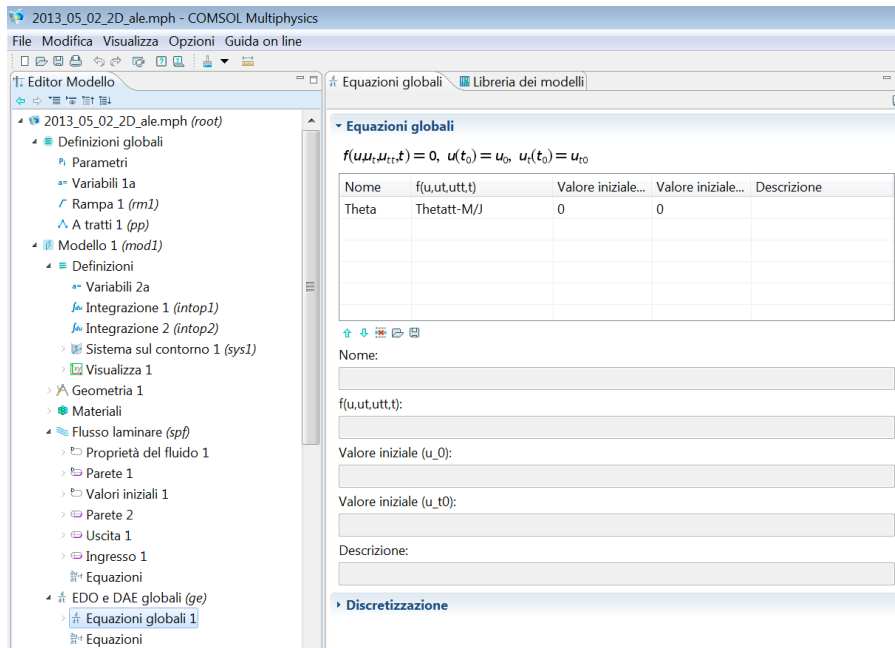 2013_05_02_2D_ale.mph - COMSOL Multiphysics
File Modifica Visualizza Opzioni Guida on line
Editor Modello
2013_05_02_2D_ale.mph (root)
Definizioni globali
Pi Parametri
a= Variabili 1a
Rampa 1 (rm1)
A tratti 1 (pp)
Modello 1 (mod1)
Definizioni
a= Variabili 2a
∫du Integrazione 1 (intop1)
∫du Integrazione 2 (intop2)
Sistema sul contorno 1 (sys1)
Visualizza 1
Geometria 1
Materiali
Flusso laminare (spf)
Proprietà del fluido 1
Parete 1
Valori iniziali 1
Parete 2
Uscita 1
Ingresso 1
Equazioni
EDO e DAE globali (ge)
Equazioni globali 1
Equazioni
Equazioni globali Libreria dei modelli
Equazioni globali
f(u,u_t,u_tt,t) = 0, u(t_0) = u_0, u_t(t_0) = u_t0
Nome f(u,ut,utt,t) Valore iniziale... Valore iniziale... Descrizione
Theta Thetatt-M/J 0 0
Nome:
f(u,ut,utt,t):
Valore iniziale (u_0):
Valore iniziale (u_t0):
Descrizione:
Discretizzazione